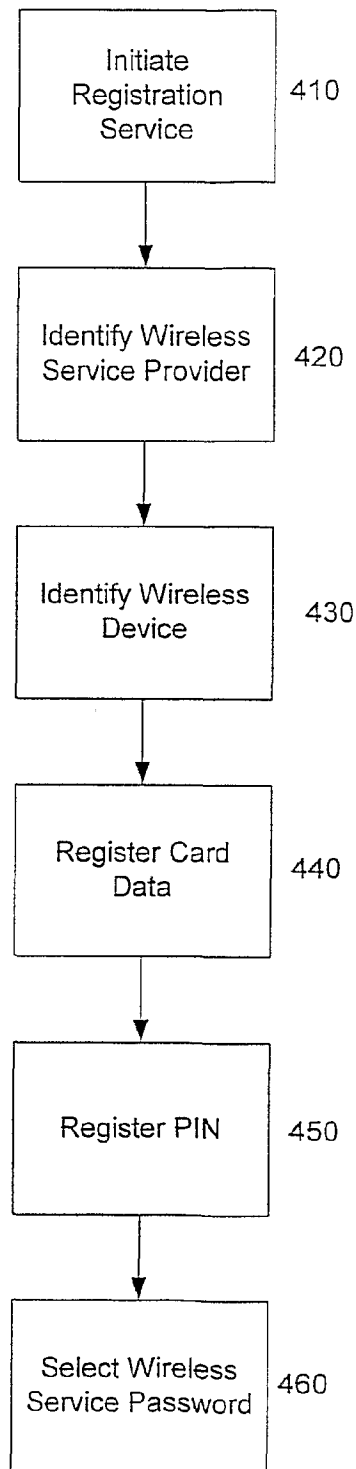 Initiate
Registration
Service
410
Identify Wireless
Service Provider
420
Identify Wireless
Device
430
Register Card
Data
440
Register PIN
450
Select Wireless
Service Password
460